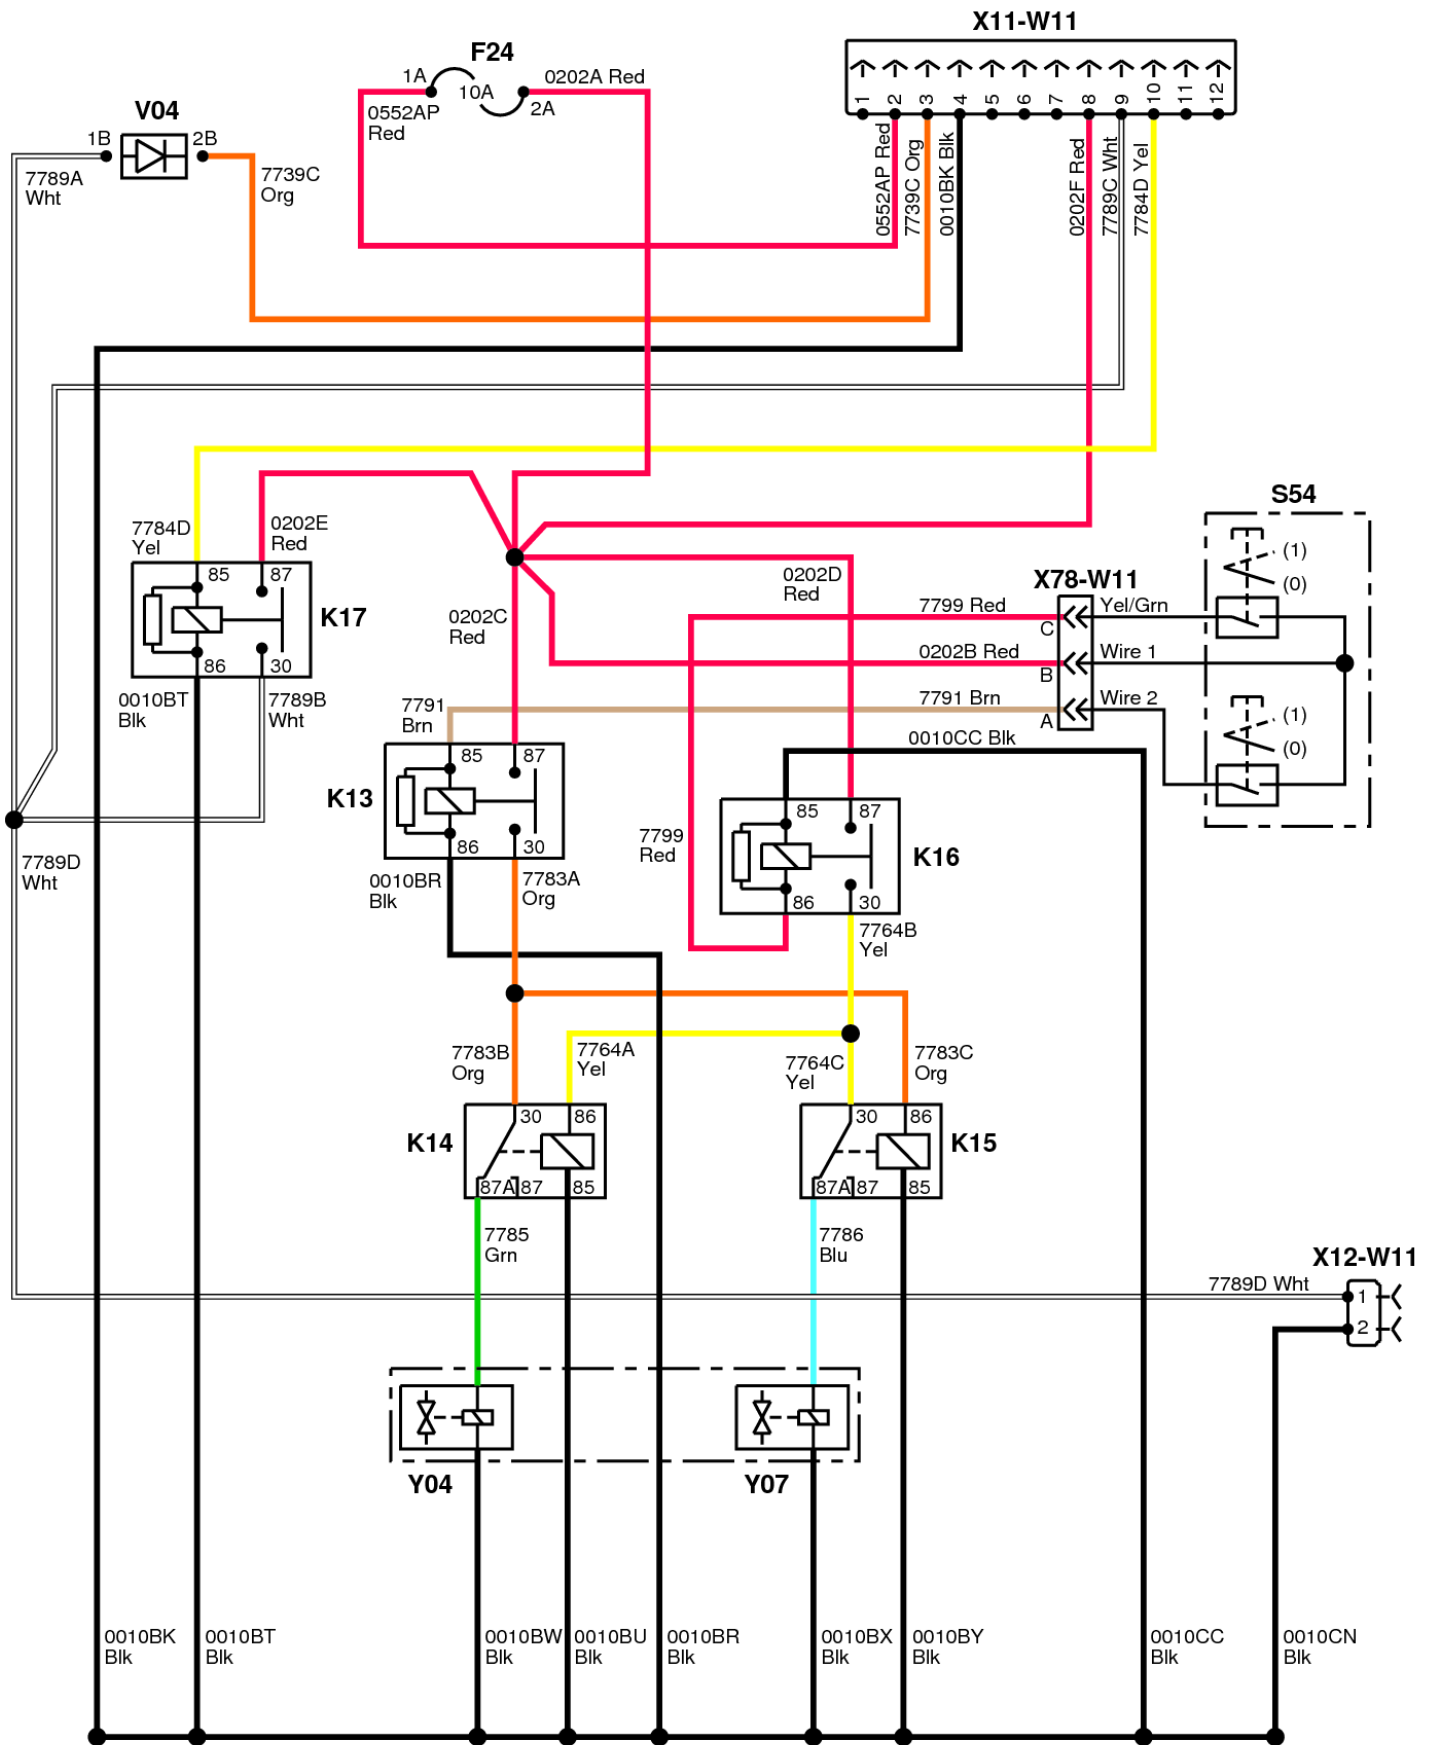 X11-W11
F24
1A
10A
0202A Red
2A
0552AP
Red
V04
1B
2B
7789A
Wht
7739C
Org
1
2
3
4
5
6
7
8
9
10
11
12
0552AP Red
7739C Org
0010BK Blk
0202F Red
7789C Wht
7784D Yel
S54
(1)
(0)
7784D
Yel
0202E
Red
85
87
K17
86
30
0010BT
Blk
7789B
Wht
0202C
Red
0202D
Red
X78-W11
7799 Red
C
Yel/Grn
0202B Red
B
Wire 1
7791 Brn
A
Wire 2
(1)
(0)
7791
Brn
0010CC Blk
85
87
K13
86
30
0010BR
Blk
7783A
Org
85
87
7799
Red
K16
86
30
7764B
Yel
7789D
Wht
7783B
Org
7764A
Yel
7764C
Yel
7783C
Org
K14
30
86
87A
87
85
30
86
K15
87A
87
85
7785
Grn
7786
Blu
X12-W11
7789D Wht
1
2
Y04
Y07
0010BK
Blk
0010BT
Blk
0010BW
Blk
0010BU
Blk
0010BR
Blk
0010BX
Blk
0010BY
Blk
0010CC
Blk
0010CN
Blk